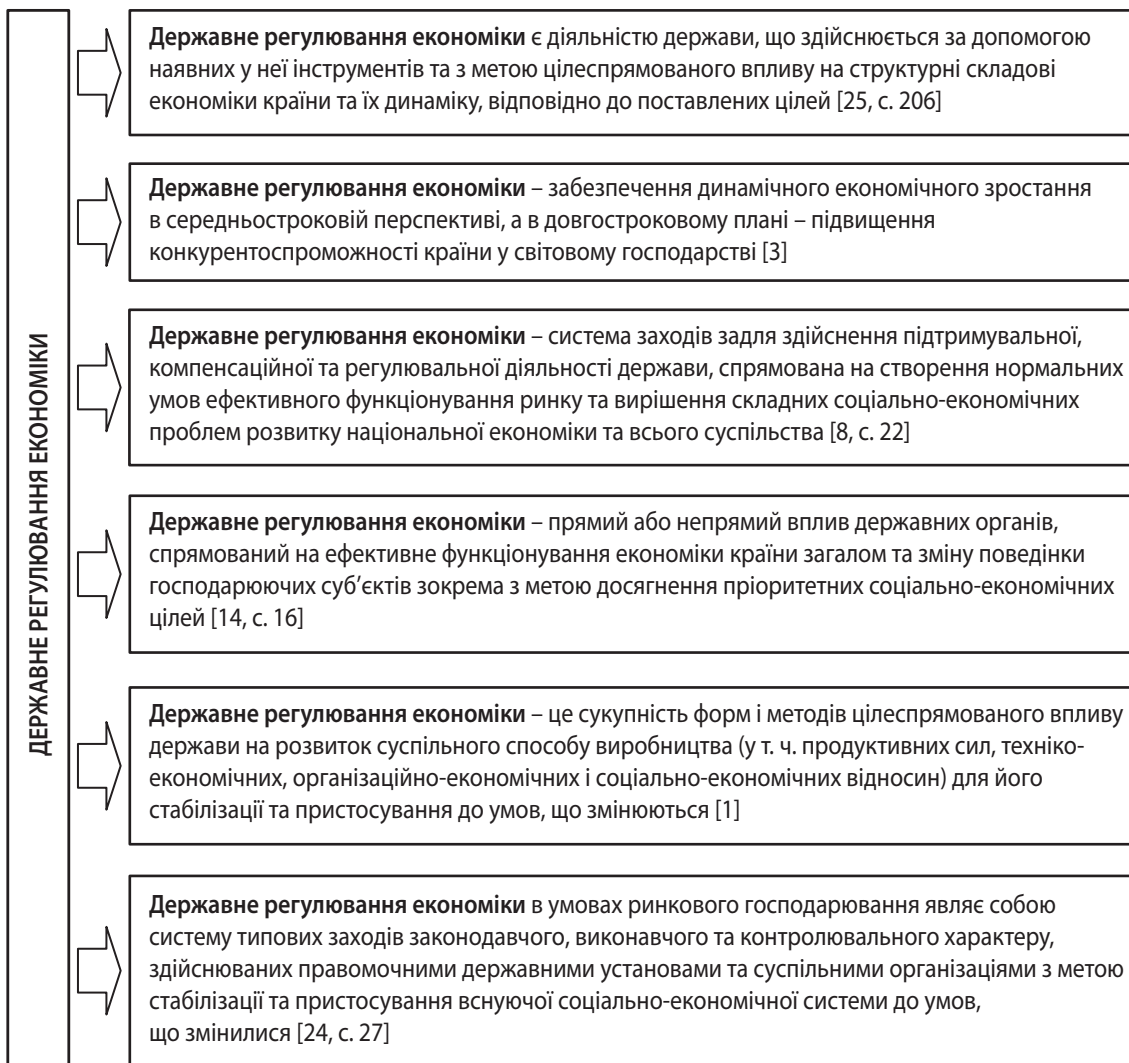 ДЕРЖАВНЕ РЕГУЛЮВАННЯ ЕКОНОМІКИ
Державне регулювання економіки є діяльністю держави, що здійснюється за допомогою
наявних у неї інструментів та з метою цілеспрямованого впливу на структурні складові
економіки країни та їх динаміку, відповідно до поставлених цілей [25, с. 206]
Державне регулювання економіки – забезпечення динамічного економічного зростання
в середньостроковій перспективі, а в довгостроковому плані – підвищення
конкурентоспроможності країни у світовому господарстві [3]
Державне регулювання економіки – система заходів задля здійснення підтримувальної,
компенсаційної та регулювальної діяльності держави, спрямована на створення нормальних
умов ефективного функціонування ринку та вирішення складних соціально-економічних
проблем розвитку національної економіки та всього суспільства [8, с. 22]
Державне регулювання економіки – прямий або непрямий вплив державних органів,
спрямований на ефективне функціонування економіки країни загалом та зміну поведінки
господарюючих суб’єктів зокрема з метою досягнення пріоритетних соціально-економічних
цілей [14, с. 16]
Державне регулювання економіки – це сукупність форм і методів цілеспрямованого впливу
держави на розвиток суспільного способу виробництва (у т. ч. продуктивних сил, техніко-
економічних, організаційно-економічних і соціально-економічних відносин) для його
стабілізації та пристосування до умов, що змінюються [1]
Державне регулювання економіки в умовах ринкового господарювання являє собою
систему типових заходів законодавчого, виконавчого та контролювального характеру,
здійснюваних правомочними державними установами та суспільними організаціями з метою
стабілізації та пристосування вснуючої соціально-економічної системи до умов,
що змінилися [24, с. 27]